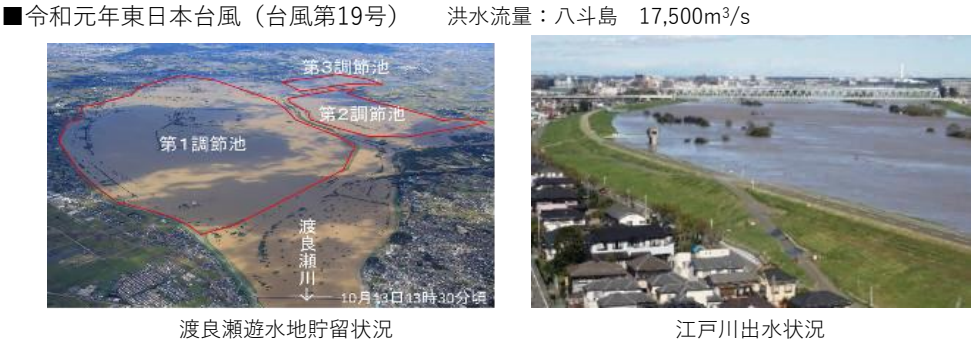 ■令和元年東日本台風（台風第19号） 洪水流量：八斗島 17,500m³/s
第3調節池
第2調節池
第1調節池
渡良瀬川
10月13日13時30分頃
渡良瀬遊水地貯留状況 江戸川出水状況